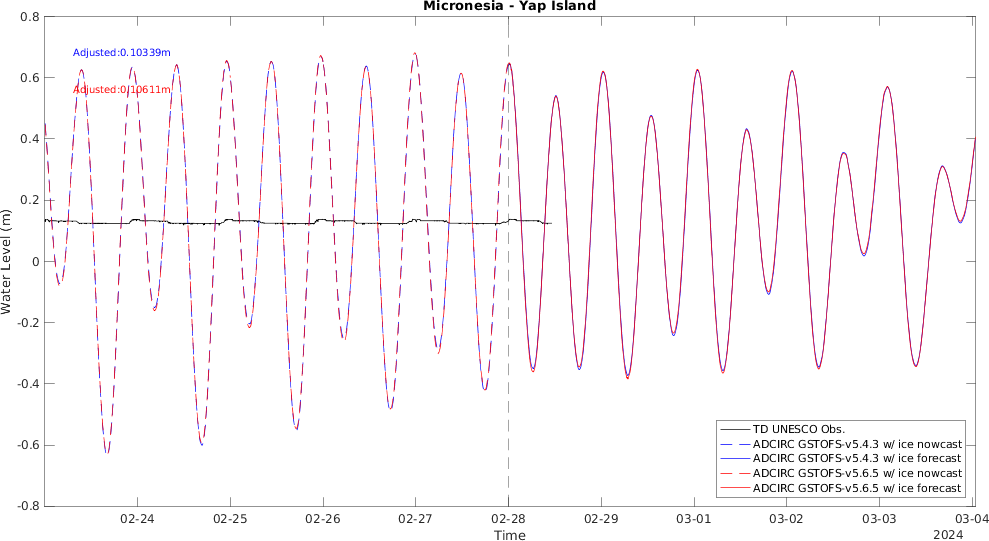 Micronesia - Yap Island
Adjusted:0.10339m
Adjusted:0.10611m
Water Level (m)
0.8
0.6
0.4
0.2
0
-0.2
-0.4
-0.6
-0.8
TD UNESCO Obs.
ADCIRC GSTOFS-v5.4.3 w/ ice nowcast
ADCIRC GSTOFS-v5.4.3 w/ ice forecast
ADCIRC GSTOFS-v5.6.5 w/ ice nowcast
ADCIRC GSTOFS-v5.6.5 w/ ice forecast
02-24 02-25 02-26 02-27 02-28 02-29 03-01 03-02 03-03 03-04
Time
2024